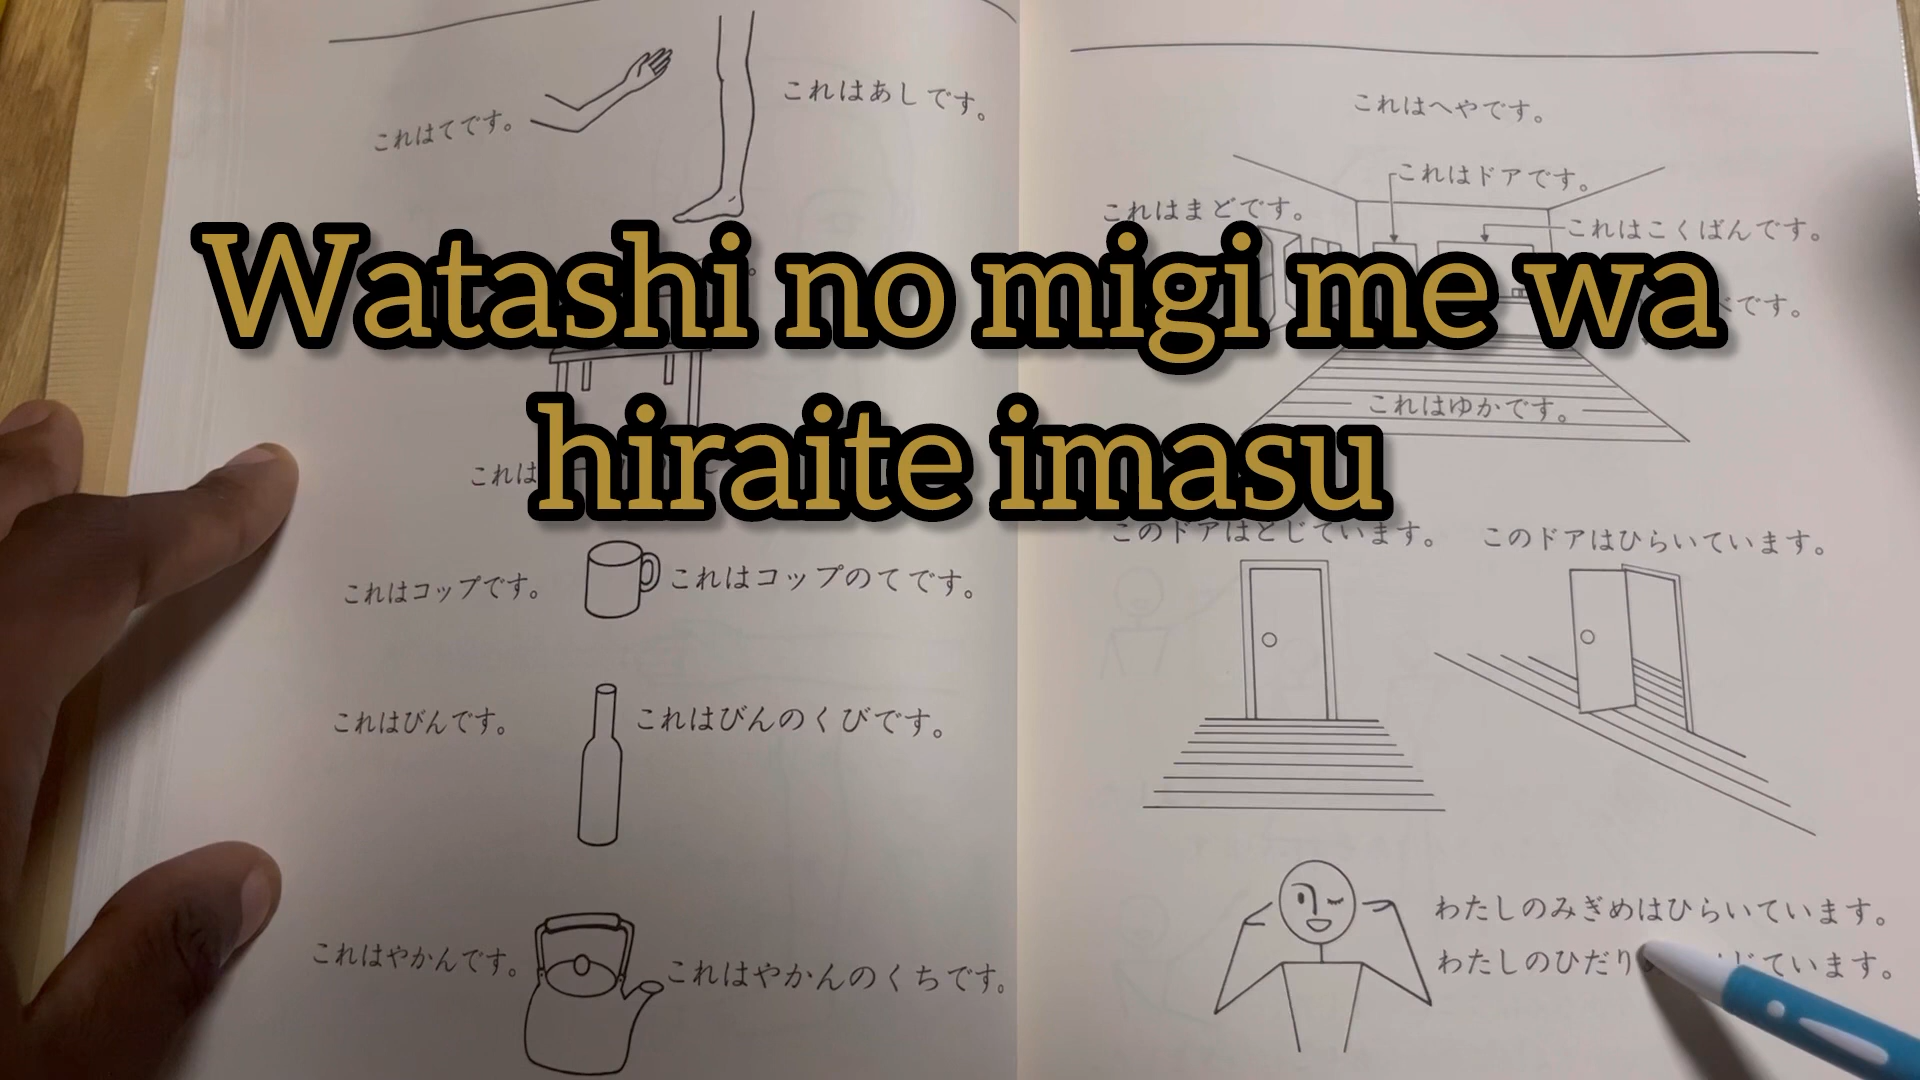 これはてです。
これはあしです。
これは
これはコップです。
これはコップのてです。
これはびんです。
これはびんのくびです。
これはやかんです。
これはやかんのくちです。
これはへやです。
これはドアです。
これはまどです。
これはこくばんです。
です。
これはゆかです。
このドアはとじています。
このドアはひらいています。
わたしのみぎめはひらいています。
わたしのひだり
じています。
Watashi no migi me wa
hiraite imasu